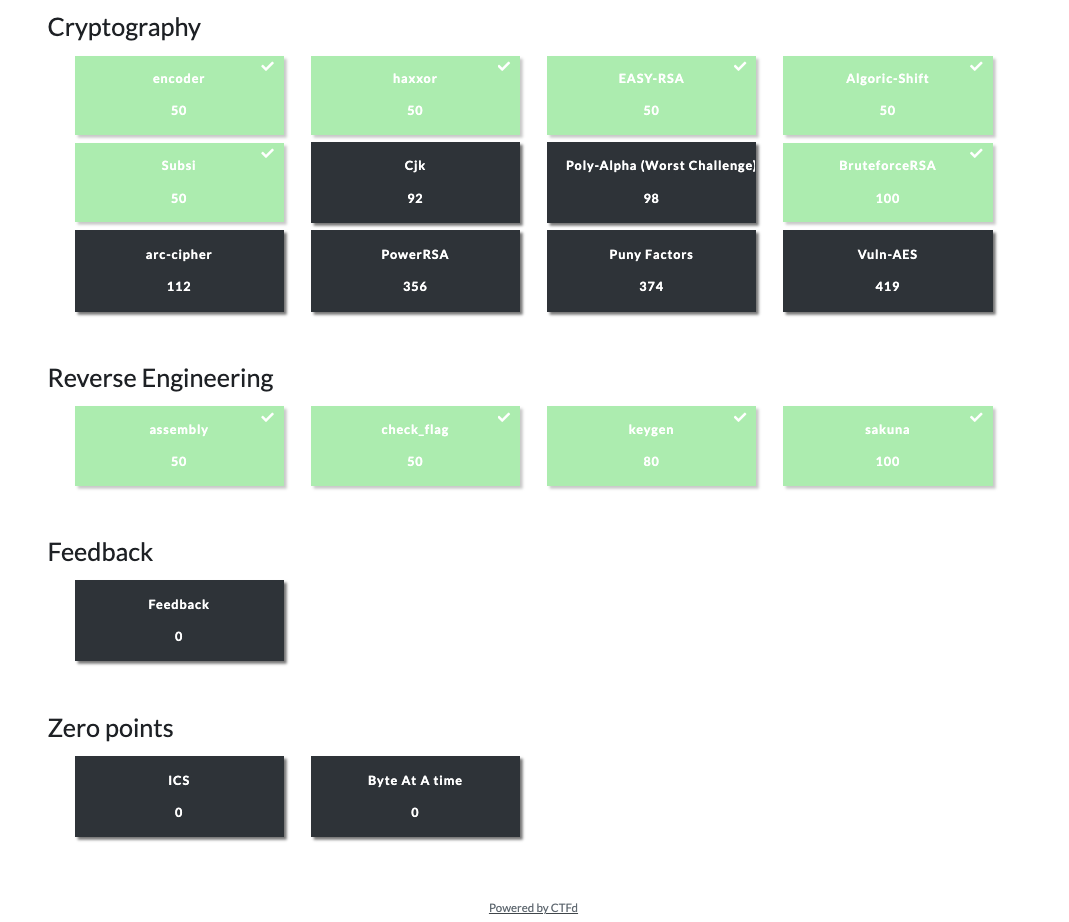 Cryptography
encoder
50
haxxor
50
EASY-RSA
50
Algoric-Shift
50
Subsi
50
Cjk
92
Poly-Alpha (Worst Challenge)
98
BruteforceRSA
100
arc-cipher
112
PowerRSA
356
Puny Factors
374
Vuln-AES
419
Reverse Engineering
assembly
50
check_flag
50
keygen
80
sakuna
100
Feedback
Feedback
0
Zero points
ICS
0
Byte At A time
0
Powered by CTFd